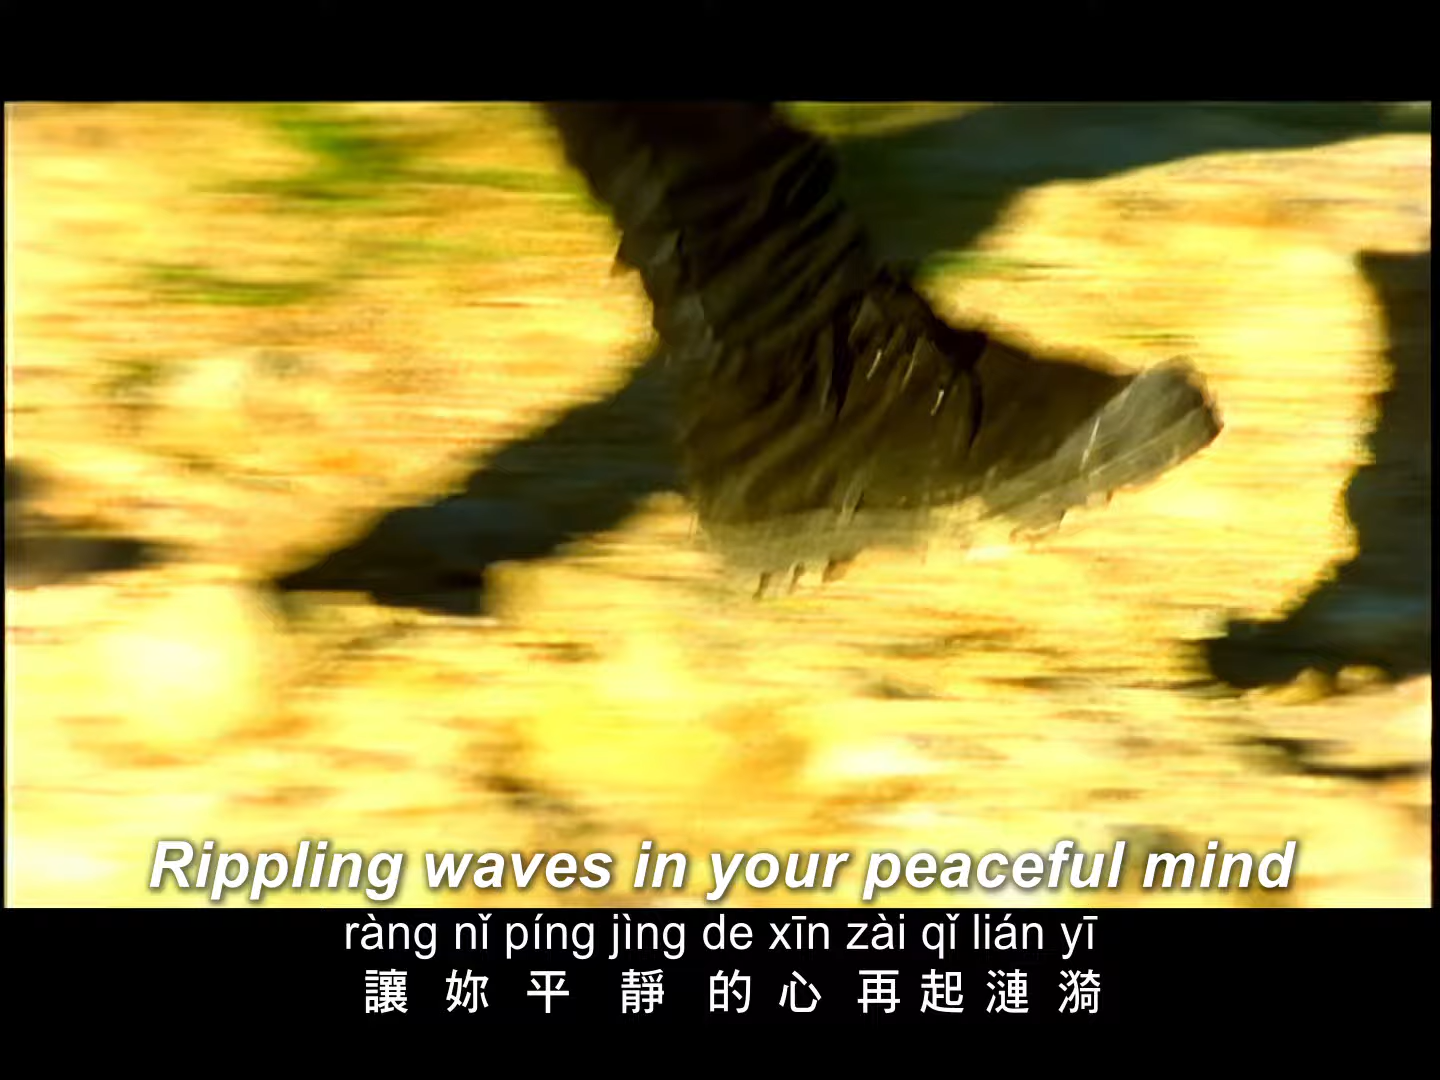 Rippling waves in your peaceful mind
ràng nǐ píng jìng de xīn zài qǐ lián yī
讓妳平靜的心再起漣漪